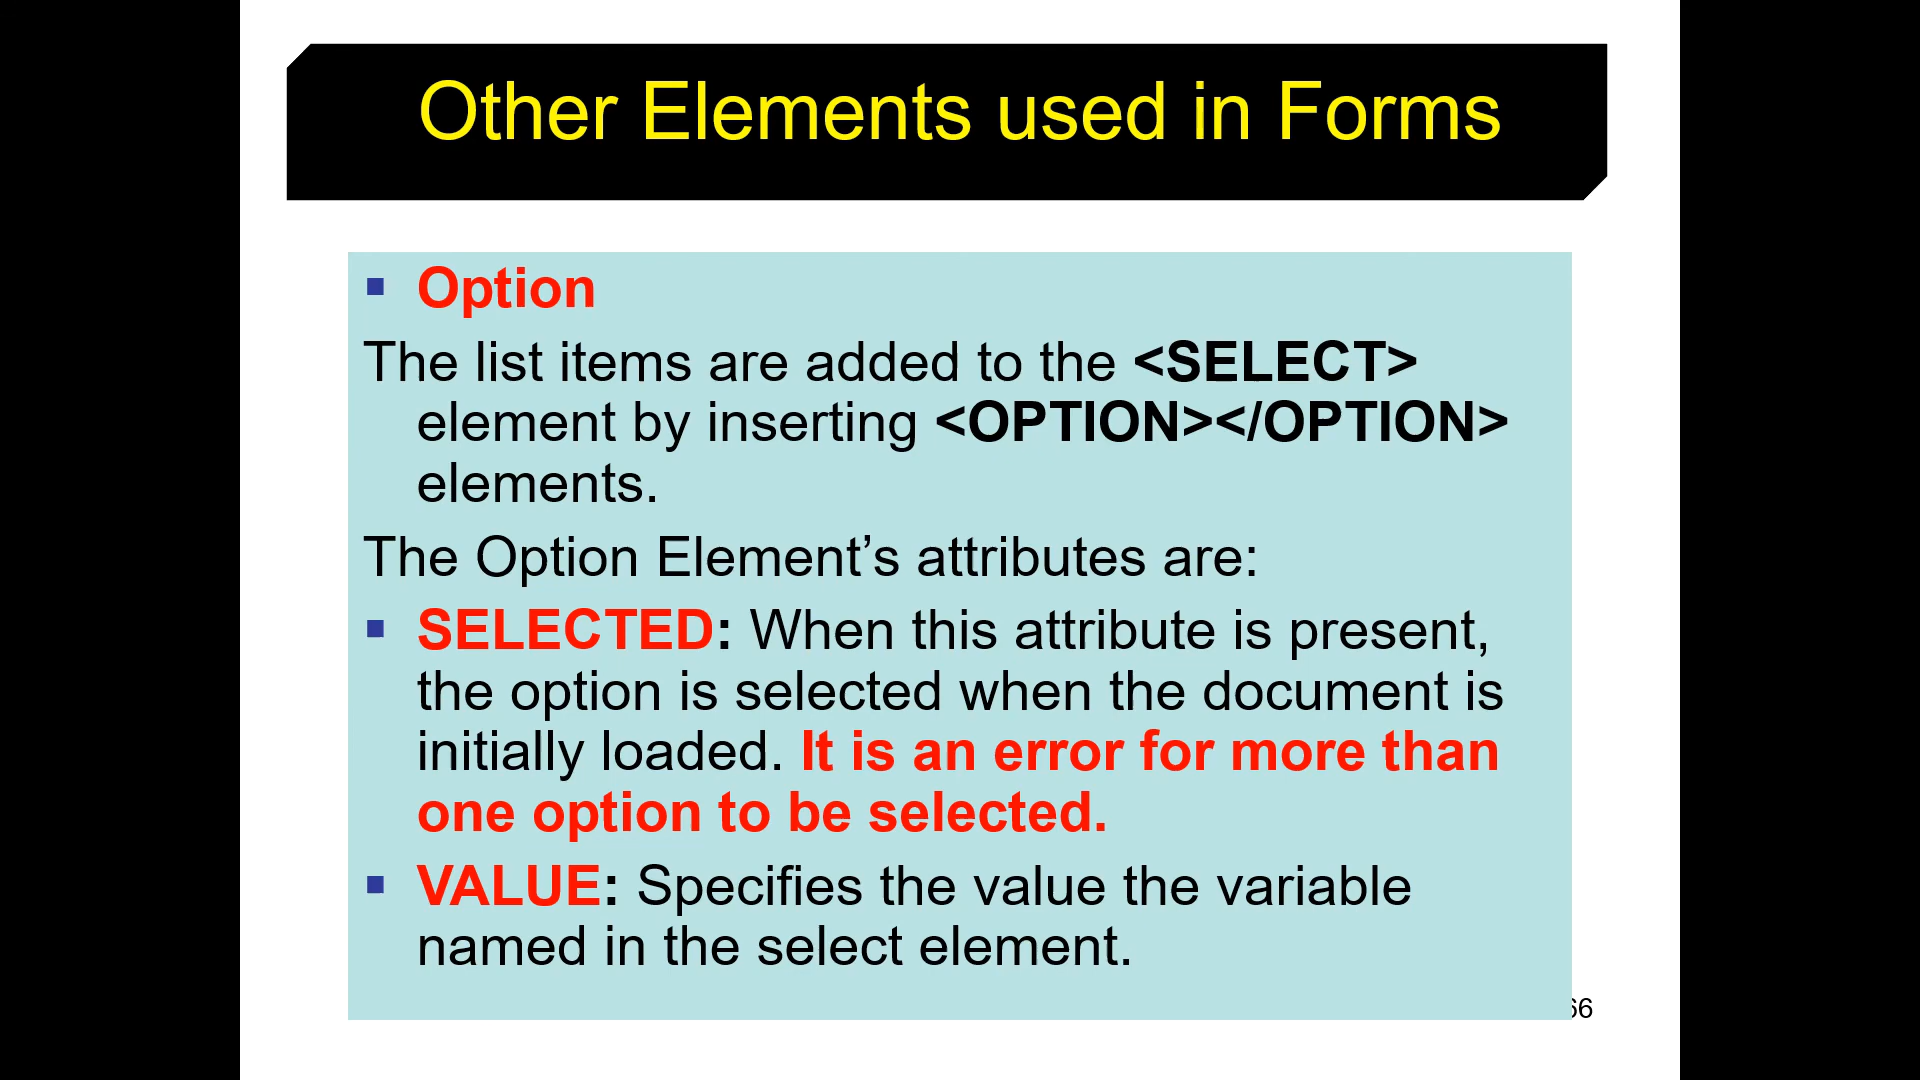 Other Elements used in Forms
▪ Option
The list items are added to the <SELECT>
element by inserting <OPTION></OPTION>
elements.
The Option Element’s attributes are:
▪ SELECTED: When this attribute is present,
the option is selected when the document is
initially loaded. It is an error for more than
one option to be selected.
▪ VALUE: Specifies the value the variable
named in the select element.
66